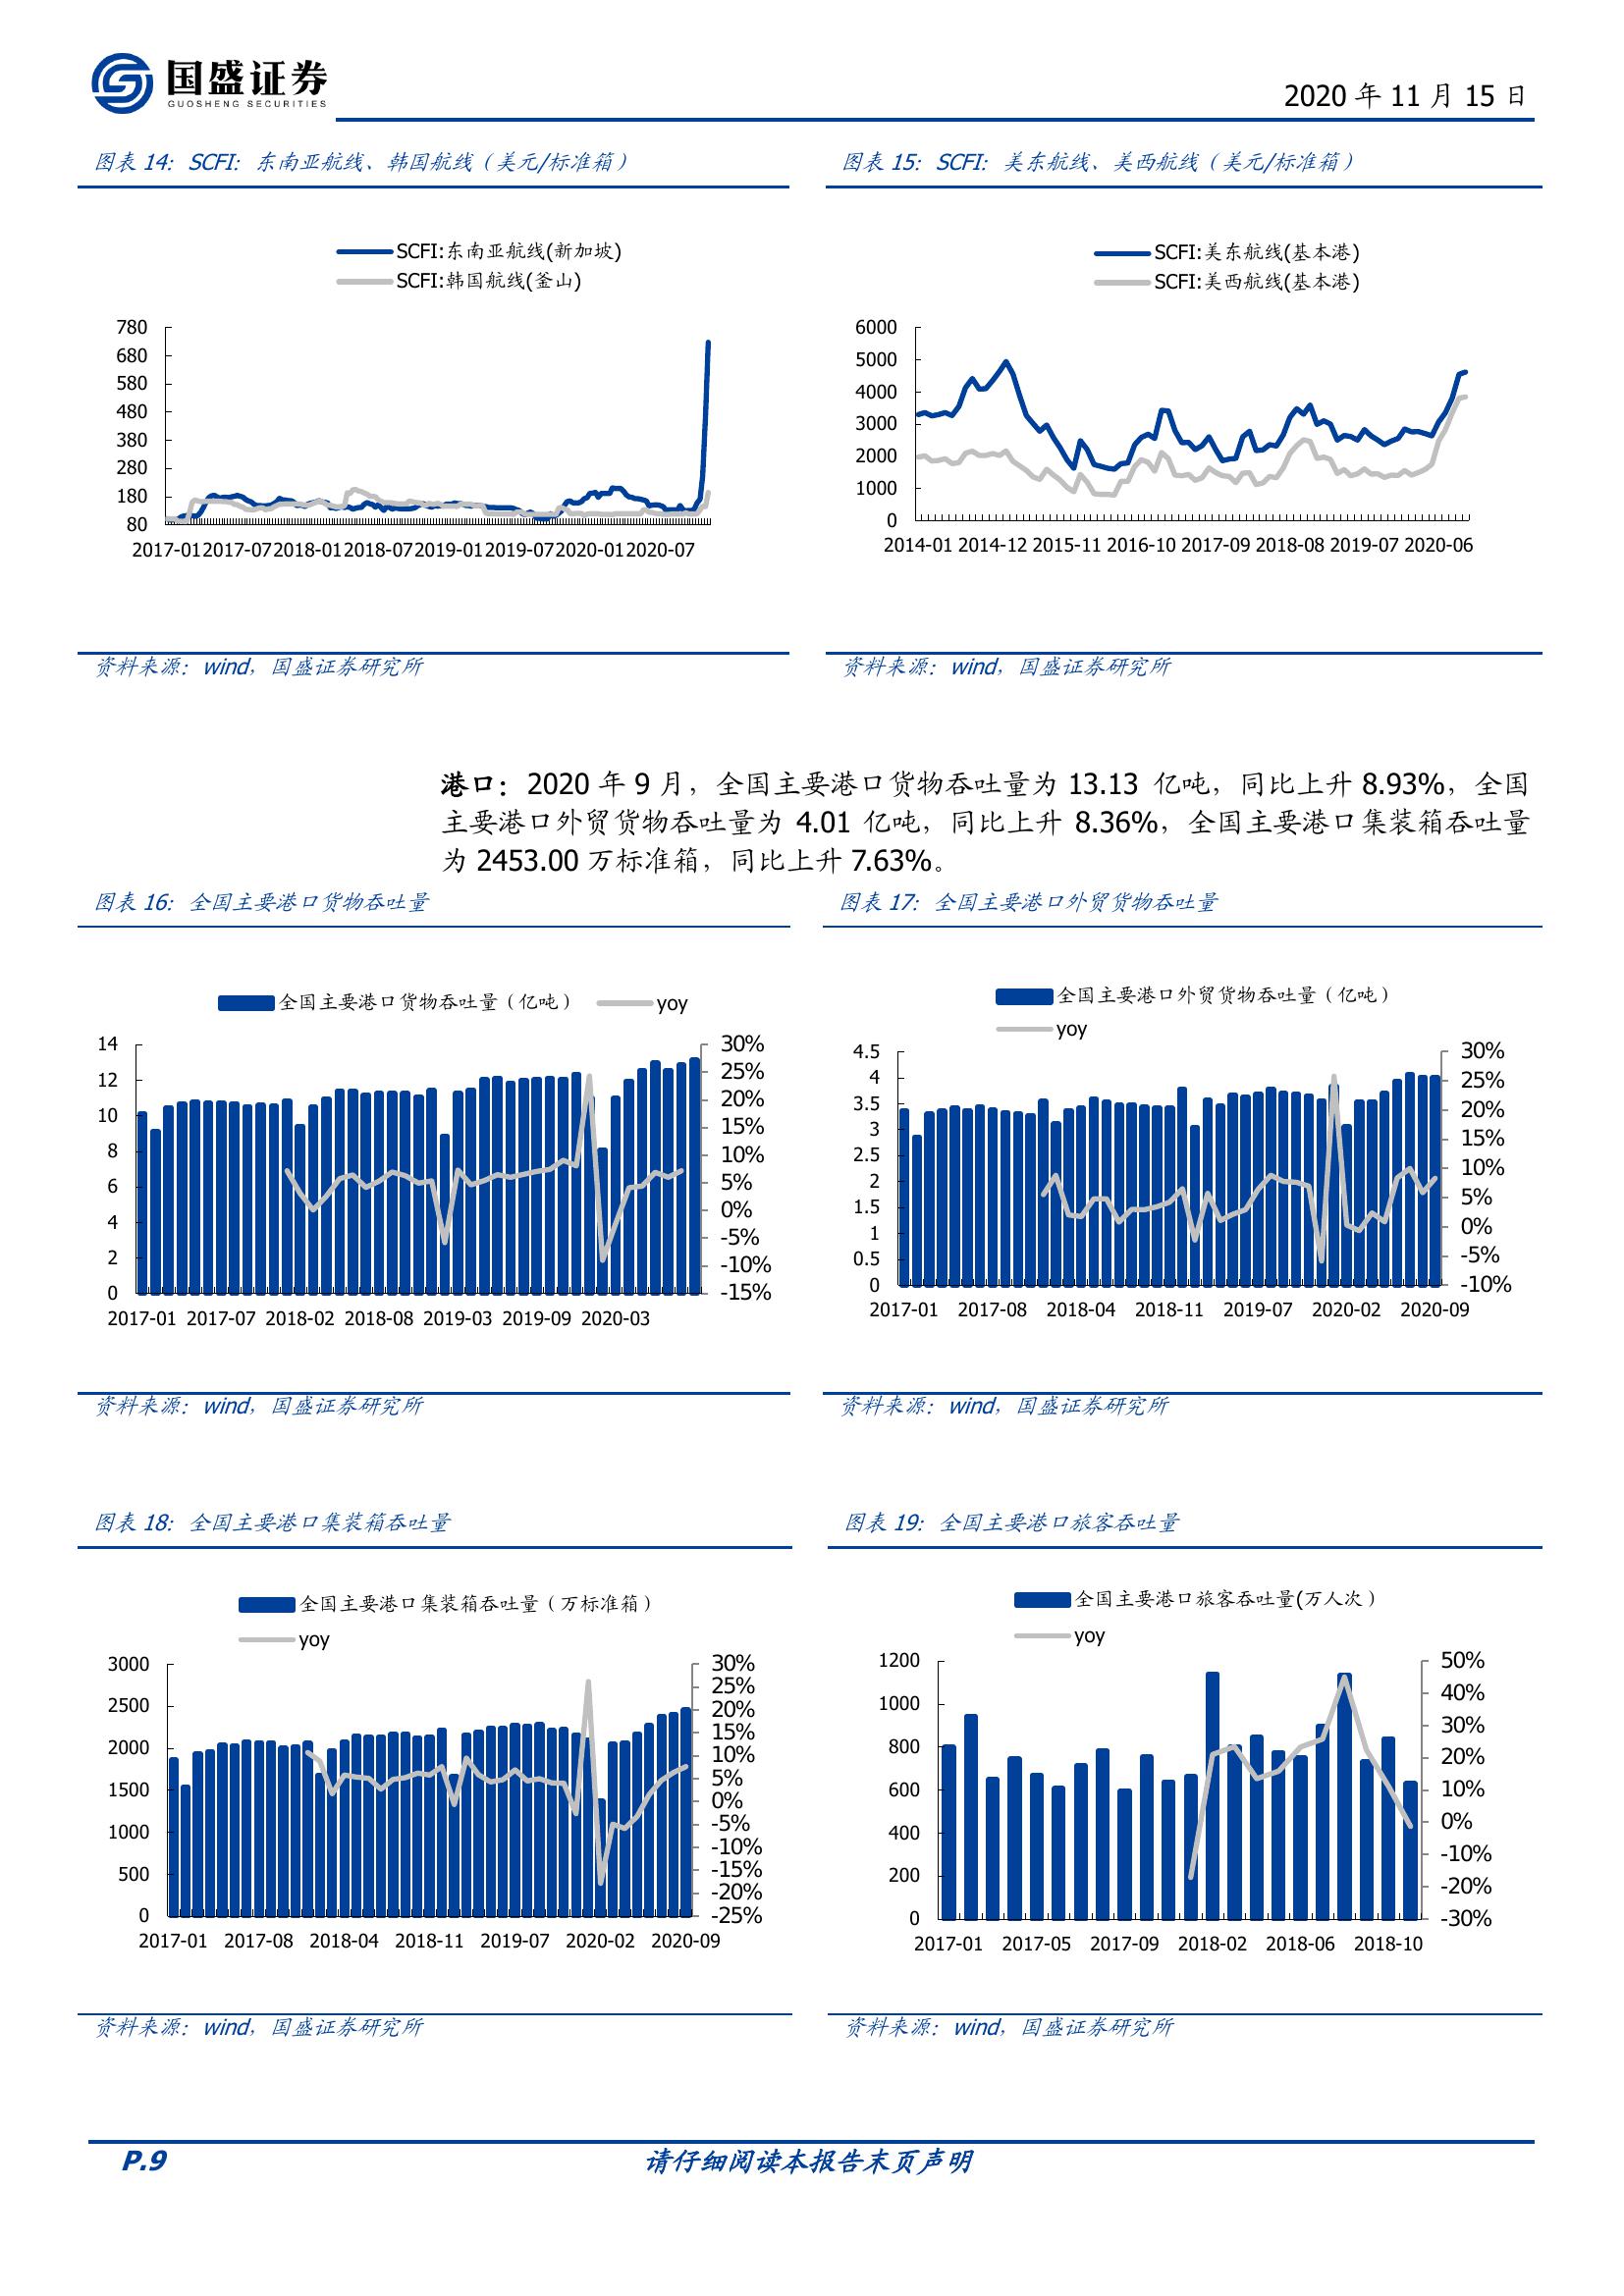 国盛证券
GUOSHENG SECURITIES
2020 年 11 月 15 日
图表 14：SCFI：东南亚航线、韩国航线（美元/标准箱）
SCFI:东南亚航线(新加坡)
SCFI:韩国航线(釜山)
780
680
580
480
380
280
180
80
2017-01 2017-07 2018-01 2018-07 2019-01 2019-07 2020-01 2020-07
资料来源：wind，国盛证券研究所
图表 15：SCFI：美东航线、美西航线（美元/标准箱）
SCFI:美东航线(基本港)
SCFI:美西航线(基本港)
6000
5000
4000
3000
2000
1000
0
2014-01 2014-12 2015-11 2016-10 2017-09 2018-08 2019-07 2020-06
资料来源：wind，国盛证券研究所
港口：2020 年 9 月，全国主要港口货物吞吐量为 13.13 亿吨，同比上升 8.93%，全国
主要港口外贸货物吞吐量为 4.01 亿吨，同比上升 8.36%，全国主要港口集装箱吞吐量
为 2453.00 万标准箱，同比上升 7.63%。
图表 16：全国主要港口货物吞吐量
全国主要港口货物吞吐量（亿吨） yoy
14
12
10
8
6
4
2
0
30%
25%
20%
15%
10%
5%
0%
-5%
-10%
-15%
2017-01 2017-07 2018-02 2018-08 2019-03 2019-09 2020-03
资料来源：wind，国盛证券研究所
图表 17：全国主要港口外贸货物吞吐量
全国主要港口外贸货物吞吐量（亿吨）
yoy
4.5
4
3.5
3
2.5
2
1.5
1
0.5
0
30%
25%
20%
15%
10%
5%
0%
-5%
-10%
2017-01 2017-08 2018-04 2018-11 2019-07 2020-02 2020-09
资料来源：wind，国盛证券研究所
图表 18：全国主要港口集装箱吞吐量
全国主要港口集装箱吞吐量（万标准箱）
yoy
3000
2500
2000
1500
1000
500
0
30%
25%
20%
15%
10%
5%
0%
-5%
-10%
-15%
-20%
-25%
2017-01 2017-08 2018-04 2018-11 2019-07 2020-02 2020-09
资料来源：wind，国盛证券研究所
图表 19：全国主要港口旅客吞吐量
全国主要港口旅客吞吐量(万人次）
yoy
1200
1000
800
600
400
200
0
50%
40%
30%
20%
10%
0%
-10%
-20%
-30%
2017-01 2017-05 2017-09 2018-02 2018-06 2018-10
资料来源：wind，国盛证券研究所
P.9
请仔细阅读本报告末页声明